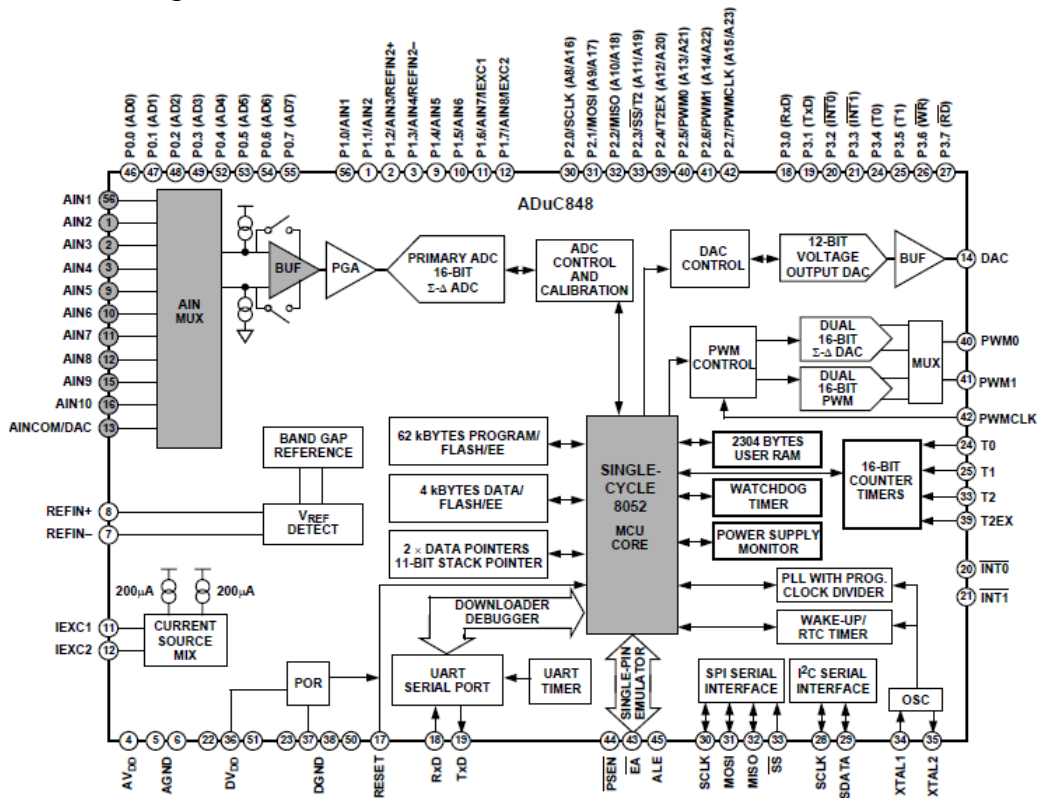 P0.0 (AD0)
P0.1 (AD1)
P0.2 (AD2)
P0.3 (AD3)
P0.4 (AD4)
P0.5 (AD5)
P0.6 (AD6)
P0.7 (AD7)
P1.0/AIN1
P1.1/AIN2
P1.2/AIN3/REFIN2+
P1.3/AIN4/REFIN2–
P1.4/AIN5
P1.5/AIN6
P1.6/AIN7/IEXC1
P1.7/AIN8/IEXC2
P2.0/SCLK (A8/A16)
P2.1/MOSI (A9/A17)
P2.2/MISO (A10/A18)
P2.3/SS/T2 (A11/A19)
P2.4/T2EX (A12/A20)
P2.5/PWM0 (A13/A21)
P2.6/PWM1 (A14/A22)
P2.7/PWMCLK (A15/A23)
P3.0 (RxD)
P3.1 (TxD)
P3.2 (INT0)
P3.3 (INT1)
P3.4 (T0)
P3.5 (T1)
P3.6 (WR)
P3.7 (RD)
46 47 48 49 52 53 54 55 56 1 2 3 9 10 11 12 30 31 32 33 39 40 41 42 18 19 20 21 24 25 26 27
ADuC848
AIN1 56
AIN2 1
AIN3 2
AIN4 3
AIN5 9
AIN6 10
AIN7 11
AIN8 12
AIN9 15
AIN10 16
AINCOM/DAC 13
AIN
MUX
BUF
PGA
PRIMARY ADC
16-BIT
Σ-Δ ADC
ADC
CONTROL
AND
CALIBRATION
DAC
CONTROL
12-BIT
VOLTAGE
OUTPUT DAC
BUF
14 DAC
PWM
CONTROL
DUAL
16-BIT
Σ-Δ DAC
DUAL
16-BIT
PWM
MUX
40 PWM0
41 PWM1
42 PWMCLK
BAND GAP
REFERENCE
VREF
DETECT
REFIN+ 8
REFIN– 7
62 kBYTES PROGRAM/
FLASH/EE
4 kBYTES DATA/
FLASH/EE
2 × DATA POINTERS
11-BIT STACK POINTER
SINGLE-
CYCLE
8052
MCU
CORE
2304 BYTES
USER RAM
WATCHDOG
TIMER
POWER SUPPLY
MONITOR
16-BIT
COUNTER
TIMERS
24 T0
25 T1
33 T2
39 T2EX
20 INT0
21 INT1
PLL WITH PROG.
CLOCK DIVIDER
WAKE-UP/
RTC TIMER
200μA
200μA
IEXC1 11
IEXC2 12
CURRENT
SOURCE
MIX
DOWNLOADER
DEBUGGER
POR
UART
SERIAL PORT
UART
TIMER
SINGLE-PIN
EMULATOR
SPI SERIAL
INTERFACE
I2C SERIAL
INTERFACE
OSC
4 5 6 22 36 51 23 37 38 50 17 18 19 44 43 45 30 31 32 33 28 29 34 35
AVDD
AGND
DVDD
DGND
RESET
RxD
TxD
PSEN
EA
ALE
SCLK
MOSI
MISO
SS
SCLK
SDATA
XTAL1
XTAL2